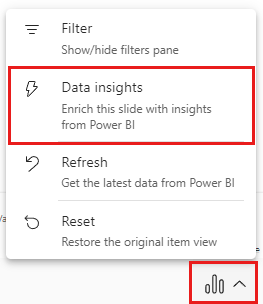 Filter
Show/hide filters pane
Data insights
Enrich this slide with insights
from Power BI
Refresh
Get the latest data from Power BI
Reset
Restore the original item view